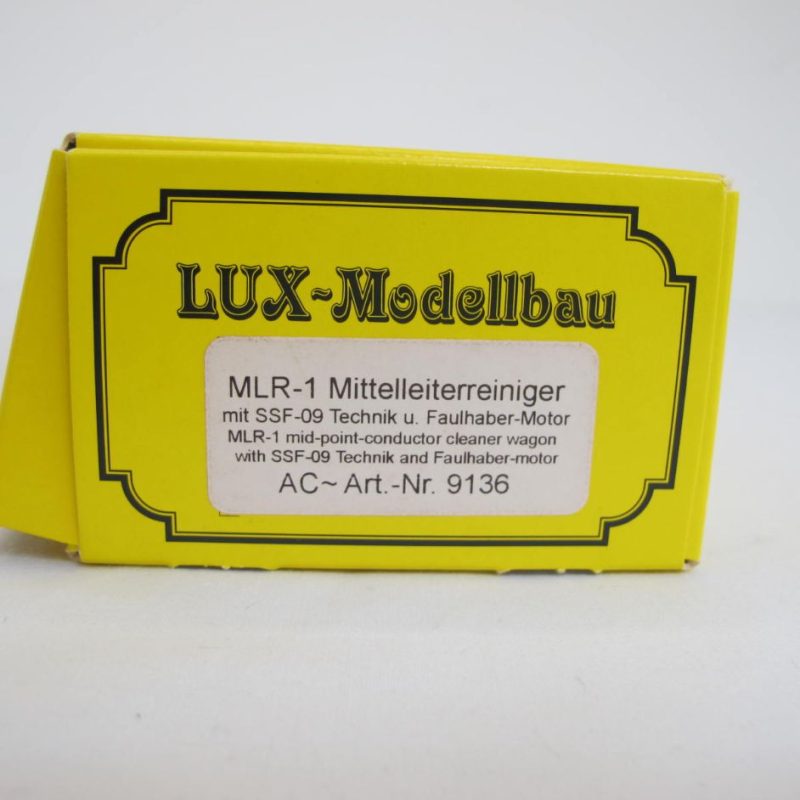 LUX-Modellbau
MLR-1 Mittelleiterreiniger
mit SSF-09 Technik u. Faulhaber-Motor
MLR-1 mid-point-conductor cleaner wagon
with SSF-09 Technik and Faulhaber-motor
AC~ Art.-Nr. 9136